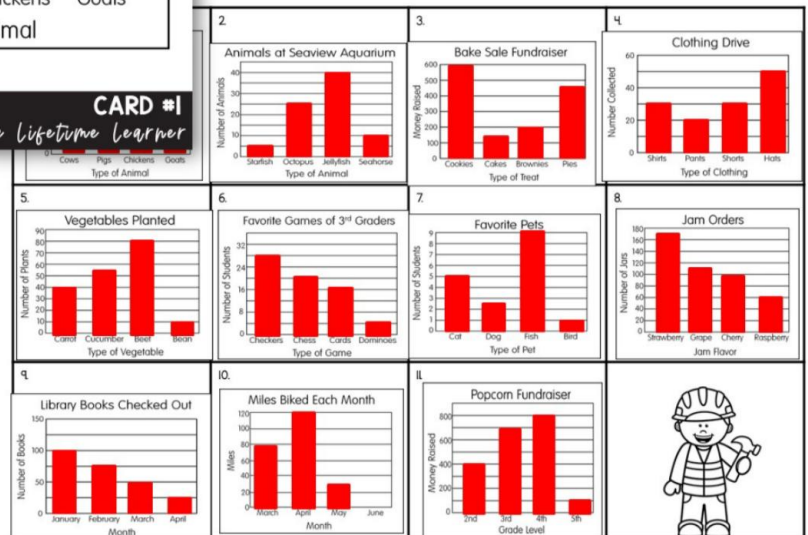 ckens Goats
mal
CARD #1
Lifetime Learner
0
Cows Pigs Chickens Goats
Type of Animal
2.
Animals at Seaview Aquarium
Number of Animals
40
30
20
10
0
Starfish Octopus Jellyfish Seahorse
Type of Animal
3.
Bake Sale Fundraiser
Money Raised
600
500
400
300
200
100
0
Cookies Cakes Brownies Pies
Type of Treat
4.
Clothing Drive
Number Collected
60
40
20
0
Shirts Pants Shorts Hats
Type of Clothing
5.
Vegetables Planted
Number of Plants
90
80
70
60
50
40
30
20
10
0
Carrot Cucumber Beet Bean
Type of Vegetable
6.
Favorite Games of 3rd Graders
Number of Students
32
24
16
8
0
Checkers Chess Cards Dominoes
Type of Game
7.
Favorite Pets
Number of Students
9
8
7
6
5
4
3
2
1
0
Cat Dog Fish Bird
Type of Pet
8.
Jam Orders
Number of Jars
180
160
140
120
100
80
60
40
20
0
Strawberry Grape Cherry Raspberry
Jam Flavor
9.
Library Books Checked Out
Number of Books
150
100
50
0
January February March April
Month
10.
Miles Biked Each Month
Miles
120
100
80
60
40
20
0
March April May June
Month
11.
Popcorn Fundraiser
Money Raised
800
600
400
200
0
2nd 3rd 4th 5th
Grade Level